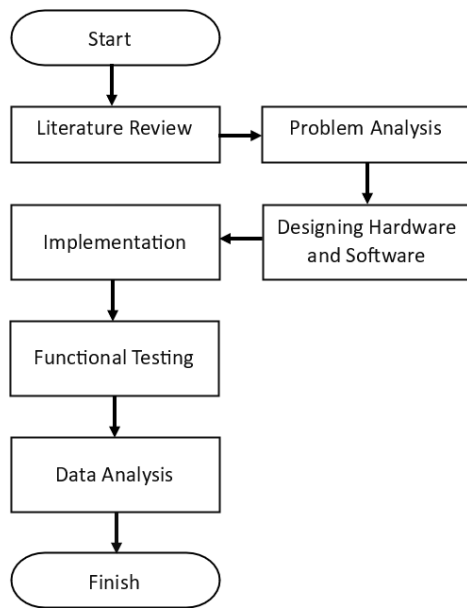 Start
Literature Review
Problem Analysis
Designing Hardware
and Software
Implementation
Functional Testing
Data Analysis
Finish